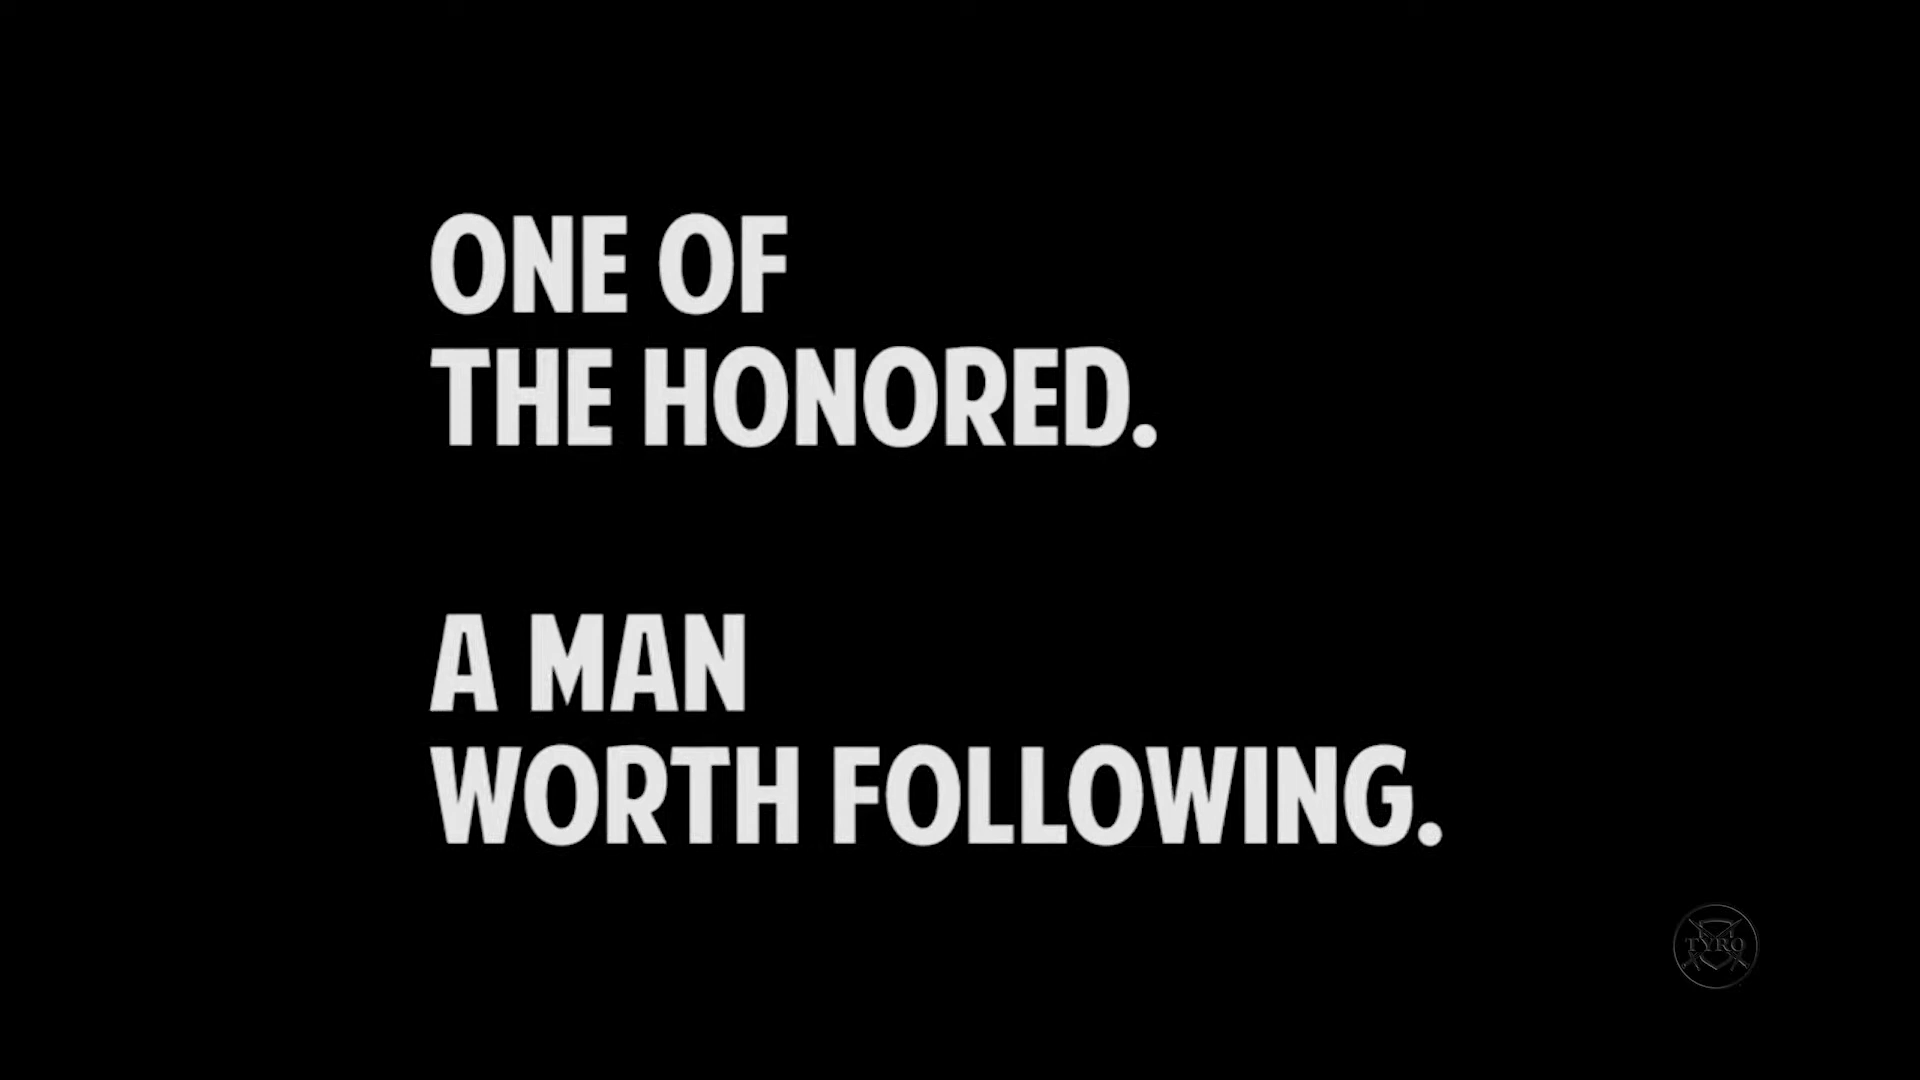 ONE OF
THE HONORED.
A MAN
WORTH FOLLOWING.
TYRO